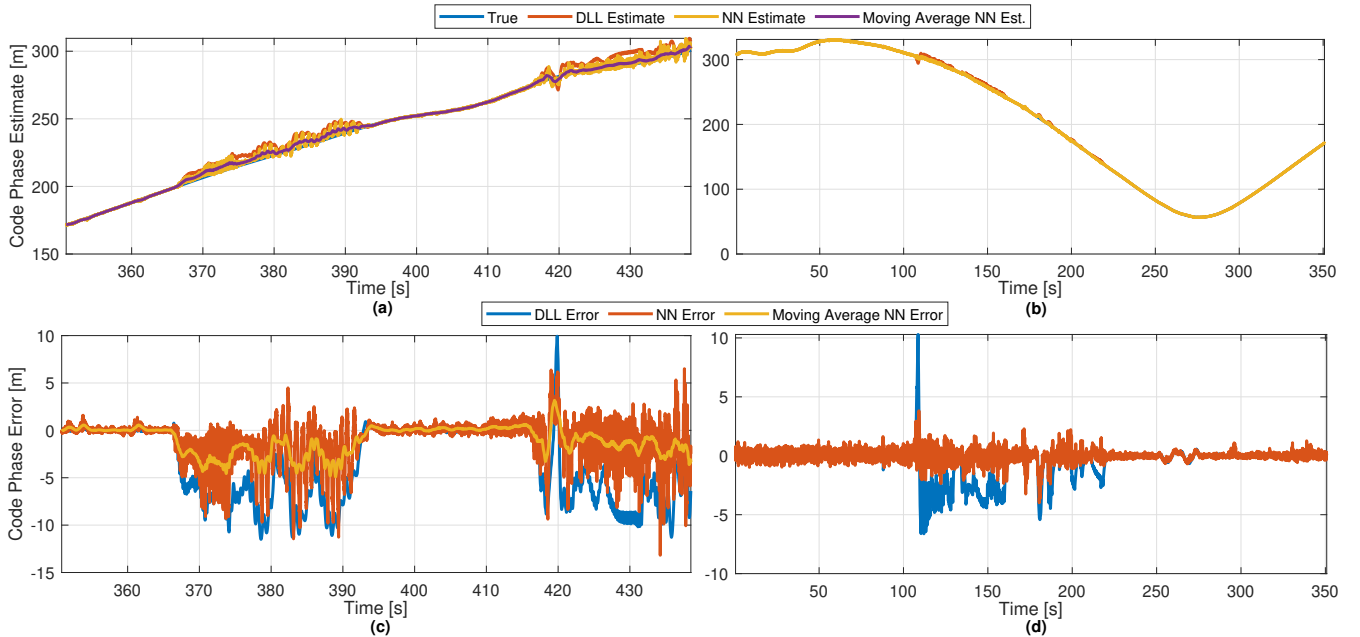 True DLL Estimate NN Estimate Moving Average NN Est.
Code Phase Estimate [m]
300
250
200
150
360 370 380 390 400 410 420 430
Time [s]
(a)
300
200
100
0
50 100 150 200 250 300 350
Time [s]
(b)
DLL Error NN Error Moving Average NN Error
Code Phase Error [m]
10
5
0
-5
-10
-15
360 370 380 390 400 410 420 430
Time [s]
(c)
10
5
0
-5
-10
50 100 150 200 250 300 350
Time [s]
(d)